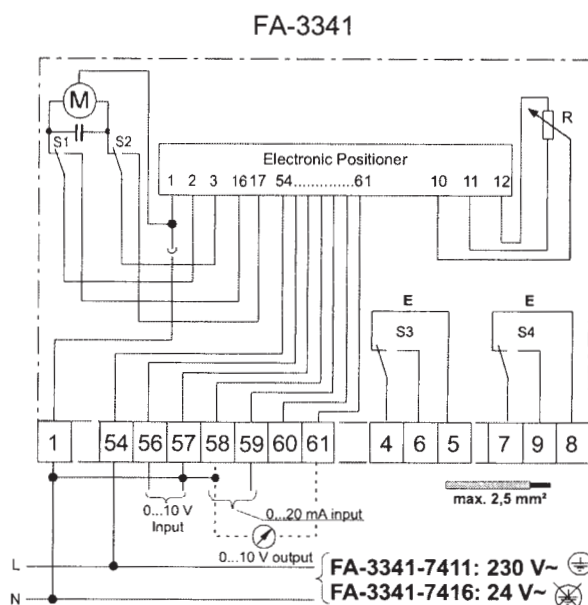 FA-3341
M
S1
S2
R
Electronic Positioner
1 2 3 16 17 54..............61 10 11 12
E
E
S3
S4
1 54 56 57 58 59 60 61 4 6 5 7 9 8
0...10 V
Input
0...20 mA input
max. 2,5 mm²
0...10 V output
L
FA-3341-7411: 230 V~
N
FA-3341-7416: 24 V~